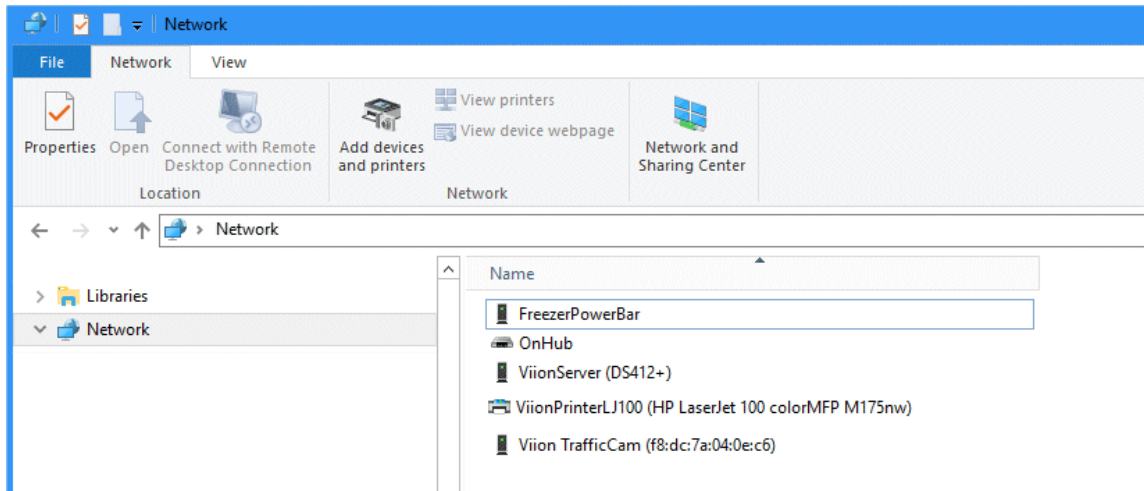 Network
File Network View
View printers
View device webpage
Properties Open Connect with Remote Desktop Connection Add devices and printers Network and Sharing Center
Location Network
Network
Name
Libraries
Network
FreezerPowerBar
OnHub
ViionServer (DS412+)
ViionPrinterLJ100 (HP LaserJet 100 colorMFP M175nw)
Viion TrafficCam (f8:dc:7a:04:0e:c6)